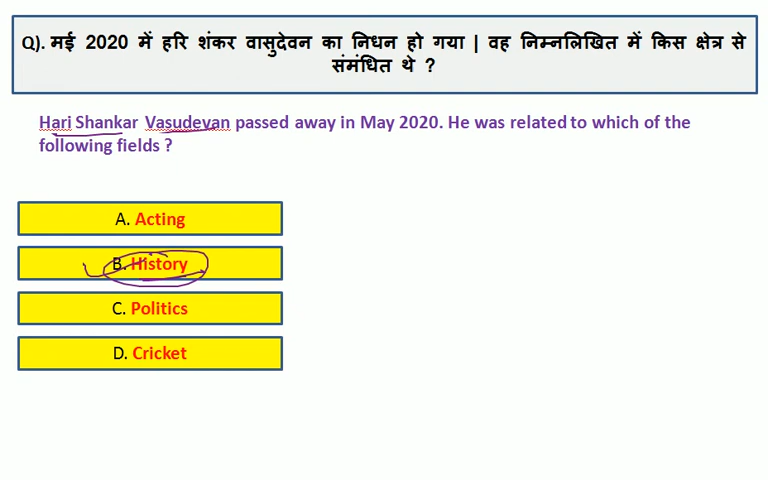 Q). मई 2020 में हरि शंकर वासुदेवन का निधन हो गया | वह निम्नलिखित में किस क्षेत्र से
संमंधित थे ?
Hari Shankar Vasudevan passed away in May 2020. He was related to which of the
following fields ?
A. Acting
B. History
C. Politics
D. Cricket